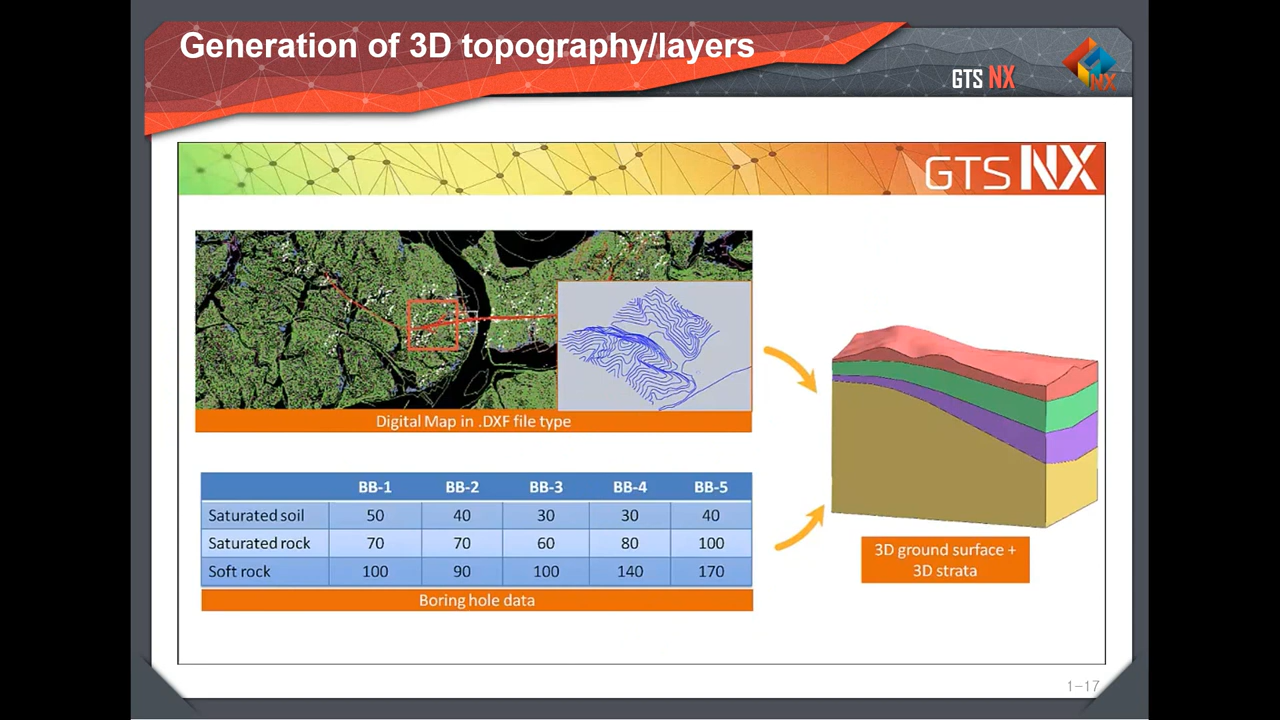 Generation of 3D topography/layers
GTS NX
NX
GTS NX
Digital Map in .DXF file type
BB-1 BB-2 BB-3 BB-4 BB-5
Saturated soil 50 40 30 30 40
Saturated rock 70 70 60 80 100
Soft rock 100 90 100 140 170
Boring hole data
3D ground surface +
3D strata
1-17